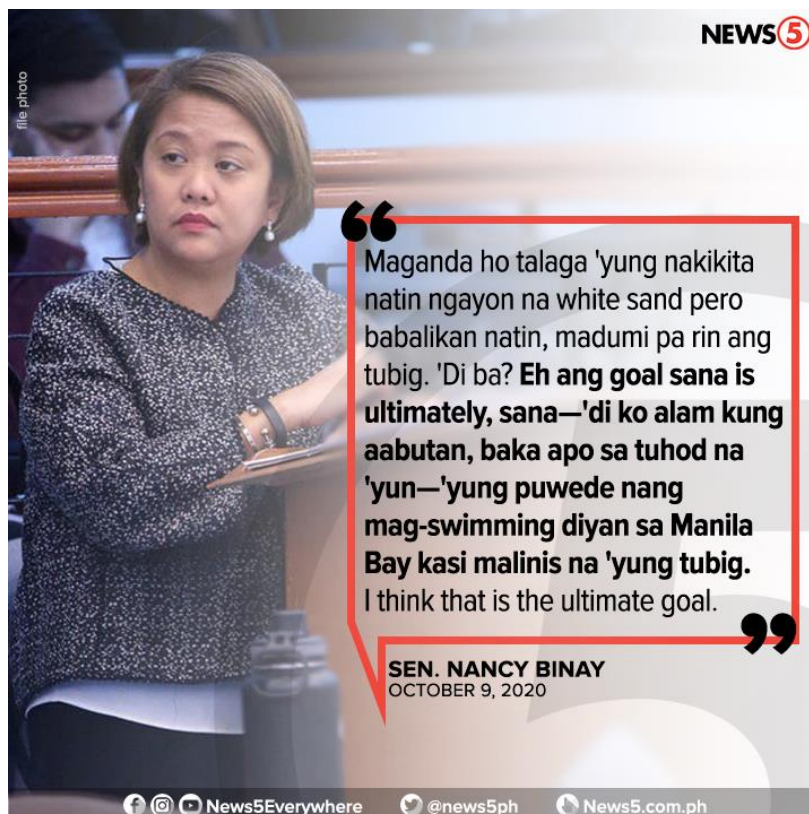 NEWS5
file photo
“
Maganda ho talaga 'yung nakikita
natin ngayon na white sand pero
babalikan natin, madumi pa rin ang
tubig. 'Di ba? Eh ang goal sana is
ultimately, sana—'di ko alam kung
aabutan, baka apo sa tuhod na
'yun—'yung puwede nang
mag-swimming diyan sa Manila
Bay kasi malinis na 'yung tubig.
I think that is the ultimate goal.
”
SEN. NANCY BINAY
OCTOBER 9, 2020
News5Everywhere @news5ph News5.com.ph